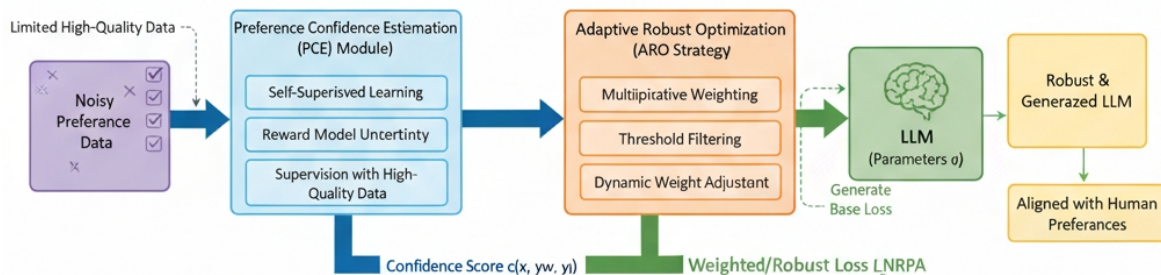 Limited High-Quality Data
Noisy
Preferance
Data
Preference Confidence Estemation
(PCE) Module)
Self-Superisved Learning
Reward Model Uncertinty
Supervision with High-
Quality Data
Adaptive Robust Optimization
(ARO Strategy
Multiipicative Weighting
Threshold Filtering
Dynamic Weight Adjustant
LLM
(Parameters σ)
Generate
Base Loss
Robust &
Generazed LLM
Aligned with Human
Preferances
Confidence Score c(x, yw, yl)
Weighted/Robust Loss LNRPA